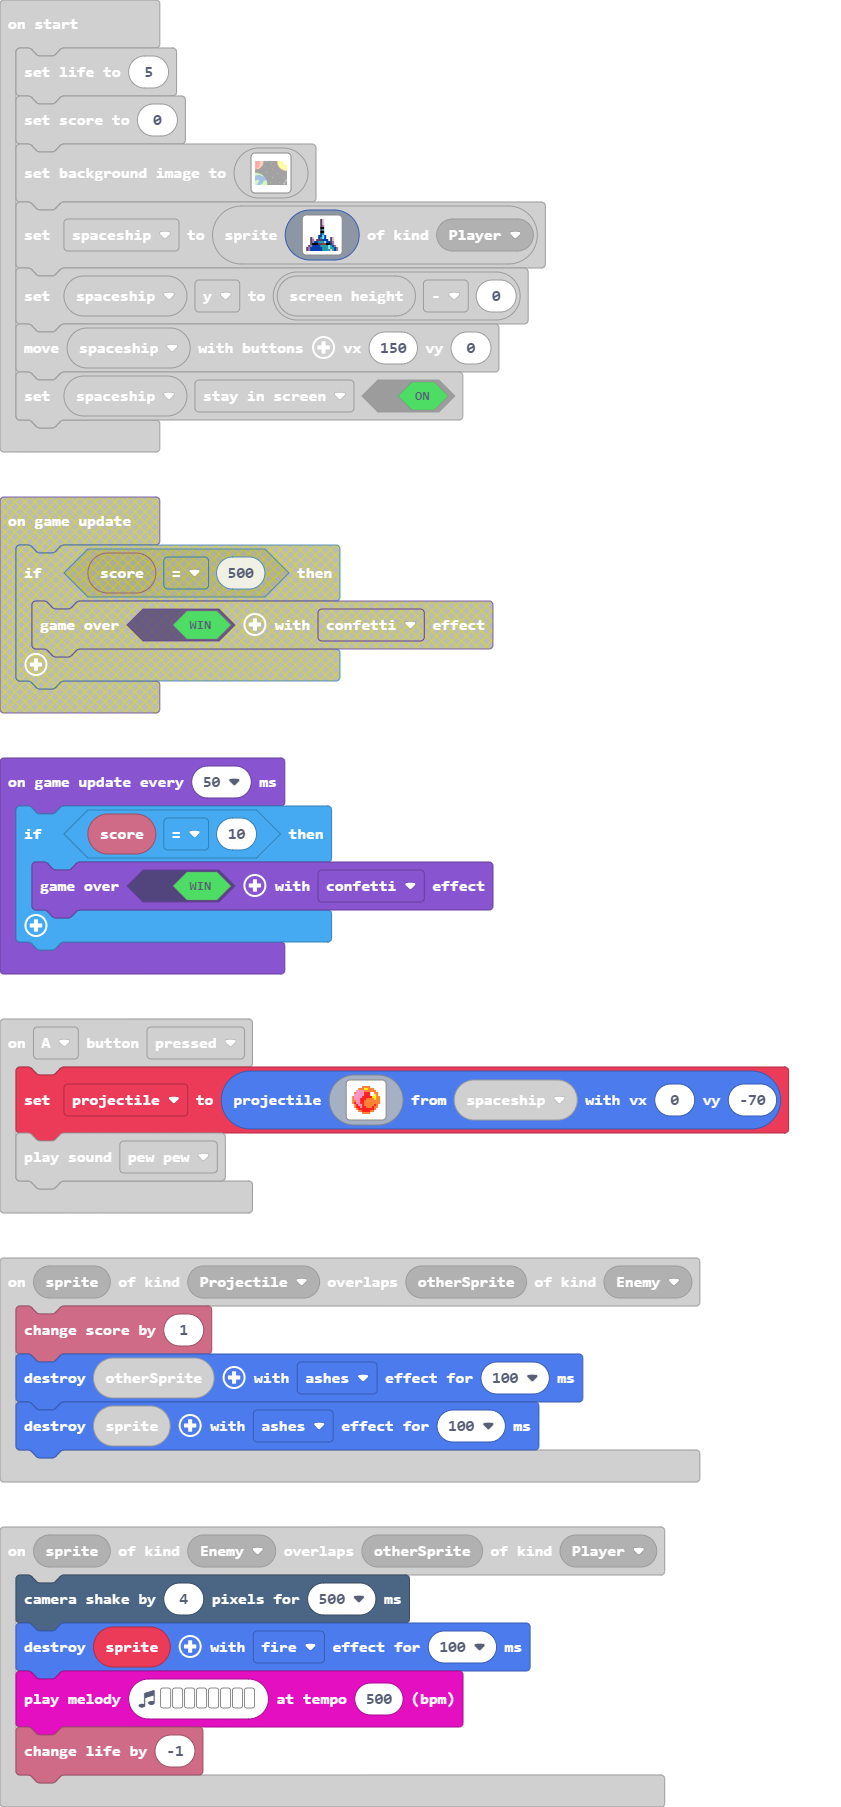 on start
set life to 5
set score to 0
set background image to
set spaceship to sprite of kind Player
set spaceship y to screen height - 0
move spaceship with buttons vx 150 vy 0
set spaceship stay in screen ON
on game update
if score = 500 then
game over WIN with confetti effect
on game update every 50 ms
if score = 10 then
game over WIN with confetti effect
on A button pressed
set projectile to projectile from spaceship with vx 0 vy -70
play sound pew pew
on sprite of kind Projectile overlaps otherSprite of kind Enemy
change score by 1
destroy otherSprite with ashes effect for 100 ms
destroy sprite with ashes effect for 100 ms
on sprite of kind Enemy overlaps otherSprite of kind Player
camera shake by 4 pixels for 500 ms
destroy sprite with fire effect for 100 ms
play melody at tempo 500 (bpm)
change life by -1